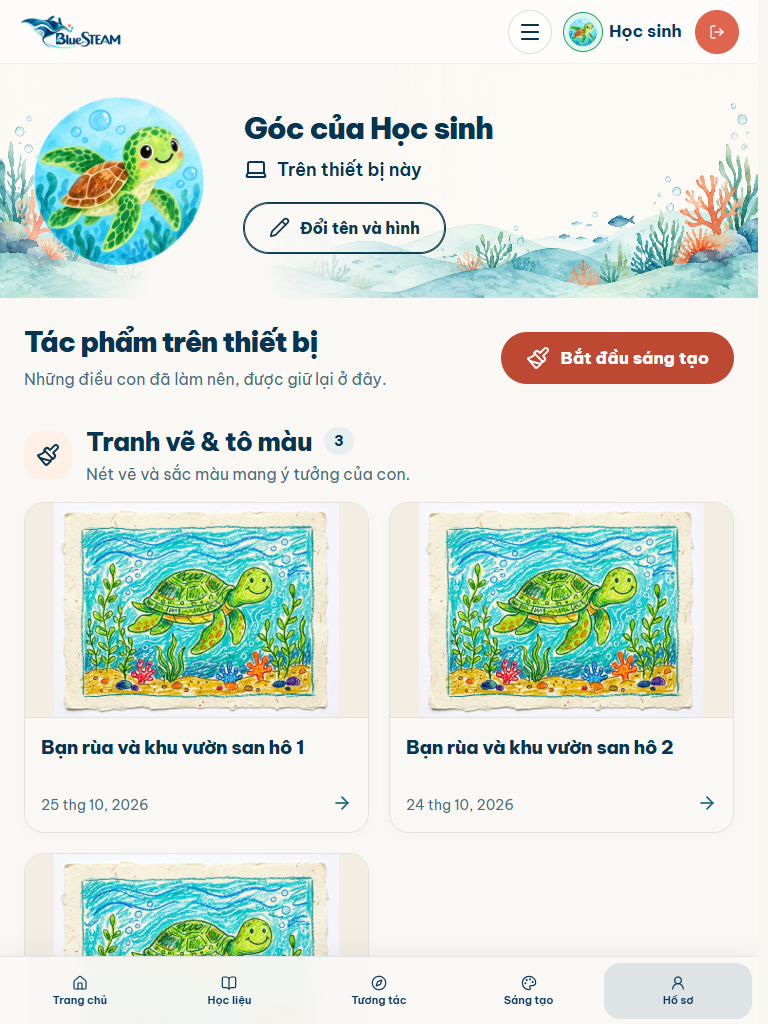 BlueSTEAM
Học sinh
Góc của Học sinh
Trên thiết bị này
Đổi tên và hình
Tác phẩm trên thiết bị
Những điều con đã làm nên, được giữ lại ở đây.
Bắt đầu sáng tạo
Tranh vẽ & tô màu 3
Nét vẽ và sắc màu mang ý tưởng của con.
Bạn rùa và khu vườn san hô 1
25 thg 10, 2026
Bạn rùa và khu vườn san hô 2
24 thg 10, 2026
Trang chủ
Học liệu
Tương tác
Sáng tạo
Hồ sơ